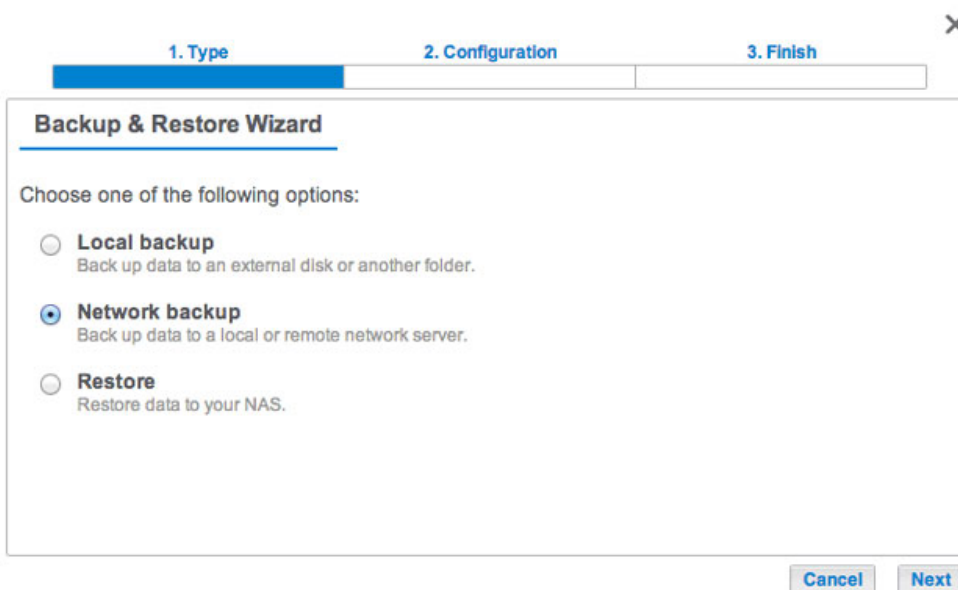 1. Type
2. Configuration
3. Finish
Backup & Restore Wizard
Choose one of the following options:
Local backup
Back up data to an external disk or another folder.
Network backup
Back up data to a local or remote network server.
Restore
Restore data to your NAS.
Cancel
Next